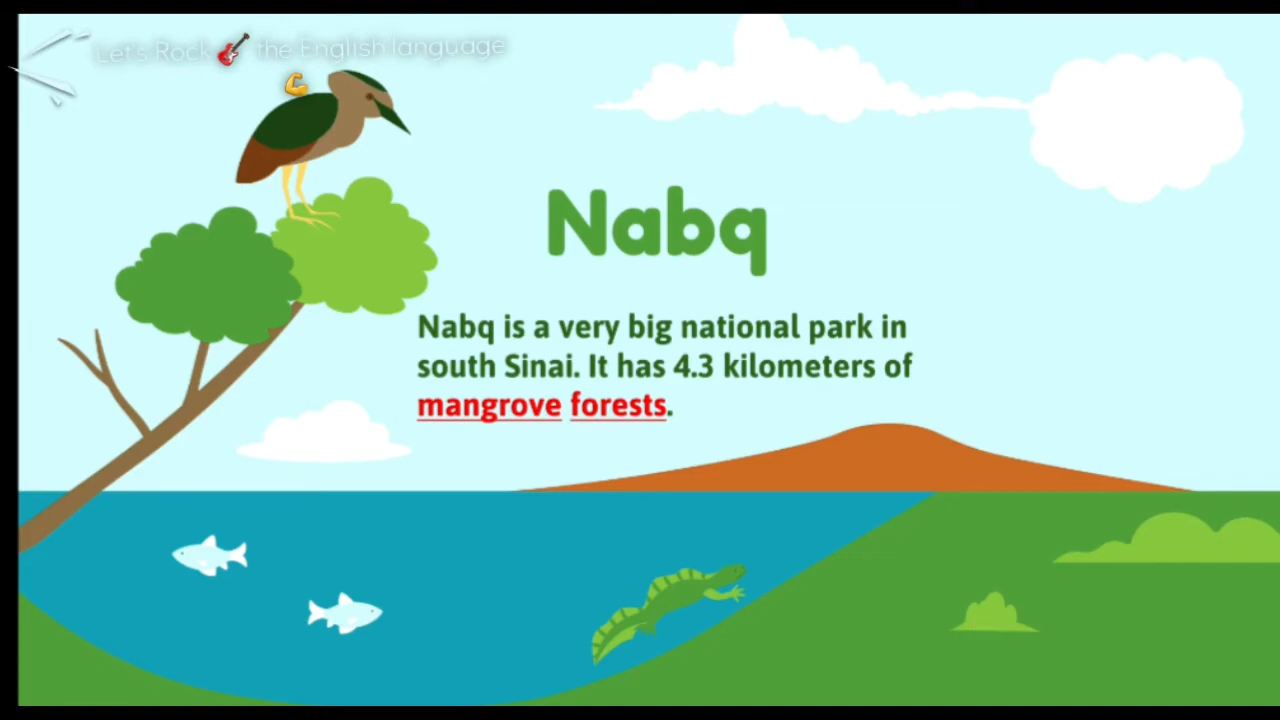 Let's Rock 🎸 the English language
💪
Nabq
Nabq is a very big national park in
south Sinai. It has 4.3 kilometers of
mangrove forests.